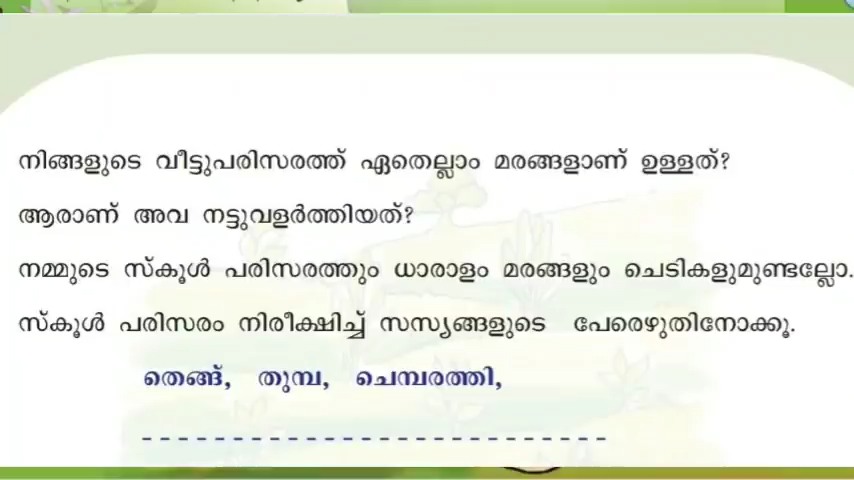 നിങ്ങളുടെ വീട്ടുപരിസരത്ത് ഏതെല്ലാം മരങ്ങളാണ് ഉള്ളത്?
ആരാണ് അവ നട്ടുവളർത്തിയത്?
നമ്മുടെ സ്കൂൾ പരിസരത്തും ധാരാളം മരങ്ങളും ചെടികളുമുണ്ടല്ലോ.
സ്കൂൾ പരിസരം നിരീക്ഷിച്ച് സസ്യങ്ങളുടെ പേരെഴുതിനോക്കൂ.
തെങ്ങ്, തുമ്പ, ചെമ്പരത്തി,